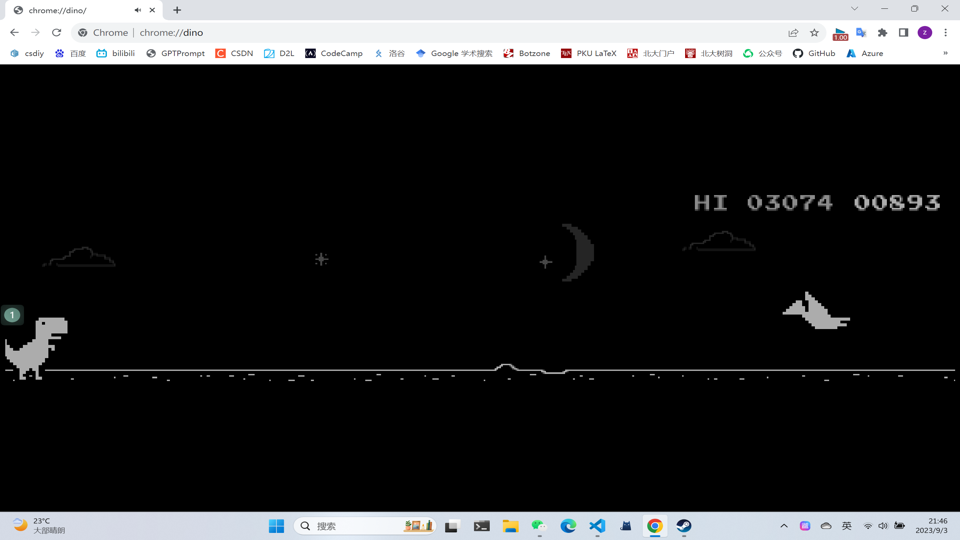 chrome://dino/
Chrome | chrome://dino
1.00
z
csdiy 百度 bilibili GPTPrompt CSDN D2L CodeCamp 洛谷 Google 学术搜索 Botzone PKU LaTeX 北大门户 北大树洞 公众号 GitHub Azure »
HI 03074 00893
1
23°C
大部晴朗
搜索
英
21:46
2023/9/3